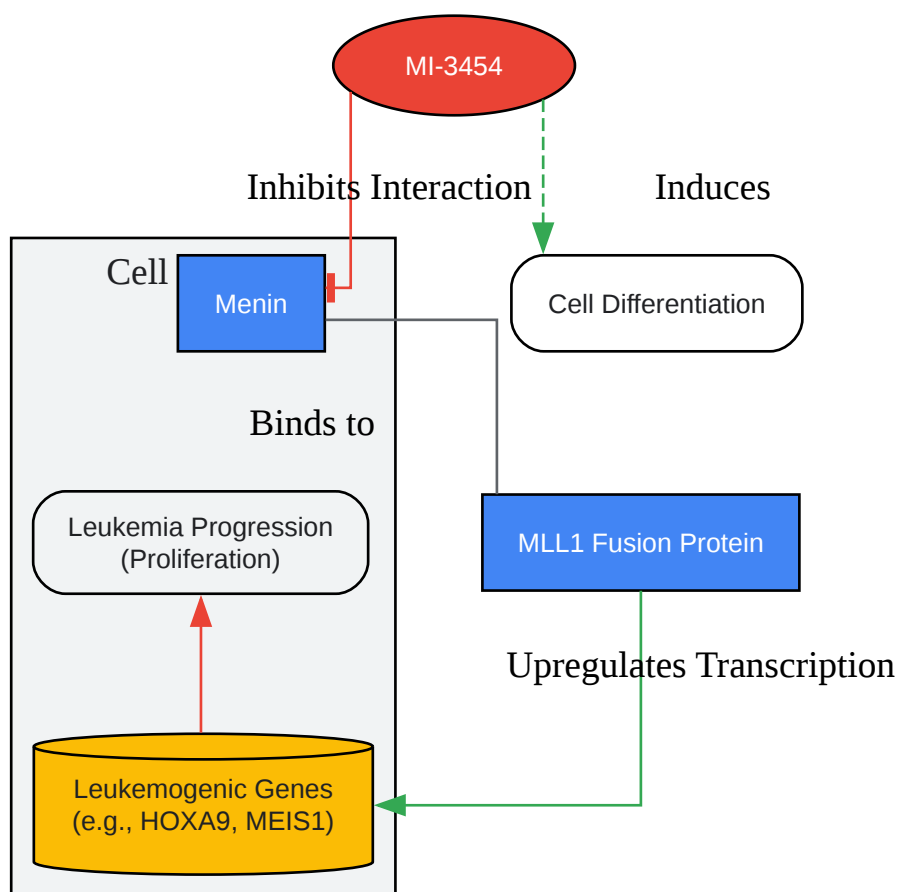 MI-3454
Inhibits Interaction
Induces
Cell
Menin
Cell Differentiation
Binds to
Leukemia Progression
(Proliferation)
MLL1 Fusion Protein
Upregulates Transcription
Leukemogenic Genes
(e.g., HOXA9, MEIS1)